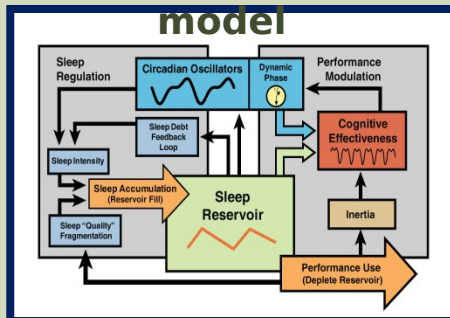 model
Sleep
Regulation
Circadian Oscillators
Dynamic
Phase
Performance
Modulation
Sleep Debt
Feedback
Loop
Cognitive
Effectiveness
Sleep Intensity
Sleep Accumulation
(Reservoir Fill)
Sleep
Reservoir
Inertia
Sleep "Quality"
Fragmentation
Performance Use
(Deplete Reservoir)